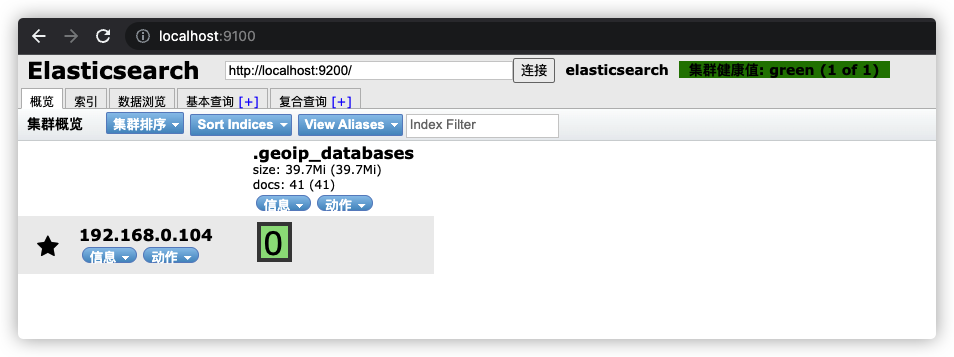 localhost:9100
Elasticsearch http://localhost:9200/ 连接 elasticsearch 集群健康值: green (1 of 1)
概览 索引 数据浏览 基本查询 [+] 复合查询 [+]
集群概览 集群排序 Sort Indices View Aliases Index Filter
.geoip_databases
size: 39.7Mi (39.7Mi)
docs: 41 (41)
信息 动作
192.168.0.104 0
信息 动作